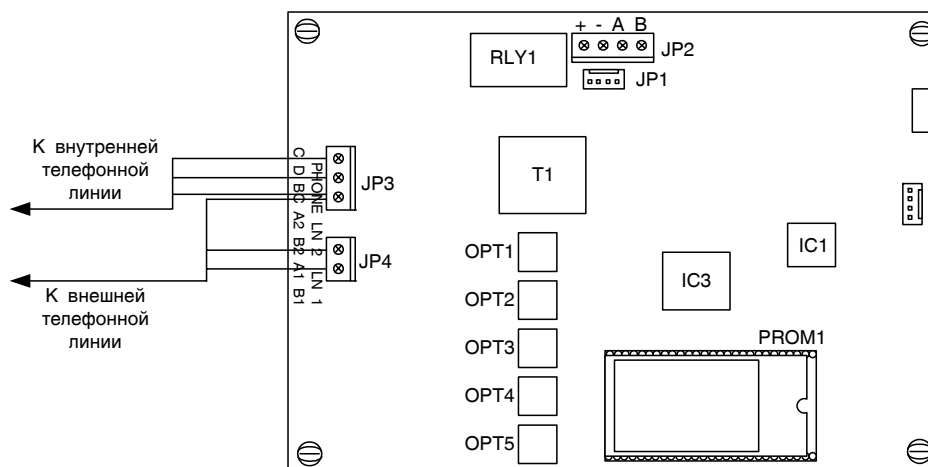 + - A B
RLY1
JP2
JP1
К внутренней
телефонной
линии
C D BC A2 B2 A1 B1
PHONE LN 2 LN 1
JP3
JP4
К внешней
телефонной
линии
T1
OPT1
OPT2
OPT3
OPT4
OPT5
IC1
IC3
PROM1